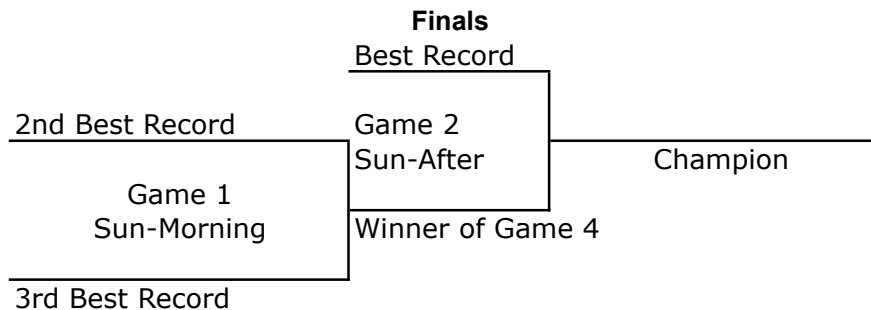 Finals
Best Record
2nd Best Record
Game 2
Sun-After
Champion
Game 1
Sun-Morning
Winner of Game 4
3rd Best Record